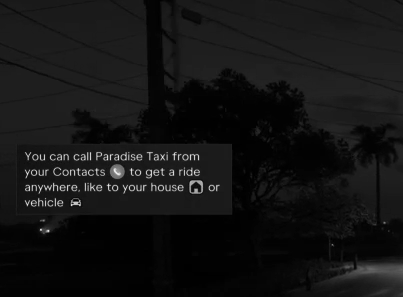 You can call Paradise Taxi from
your Contacts to get a ride
anywhere, like to your house or
vehicle